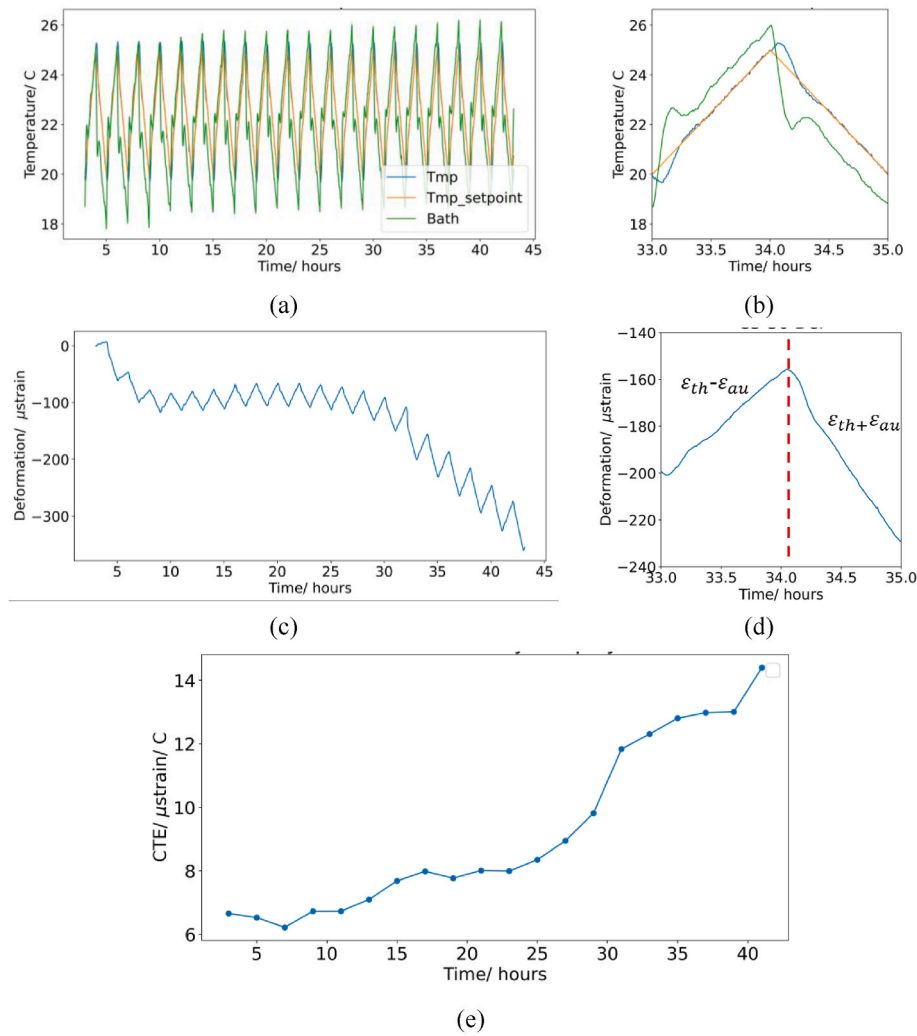 26
24
22
20
18
Temperature/ C
Tmp
Tmp_setpoint
Bath
5 10 15 20 25 30 35 40 45
Time/ hours
(a)
26
24
22
20
18
Temperature/ C
33.0 33.5 34.0 34.5 35.0
Time/ hours
(b)
0
−100
−200
−300
Deformation/ μstrain
5 10 15 20 25 30 35 40 45
Time/ hours
(c)
−140
−160
−180
−200
−220
−240
Deformation/ μstrain
εth-εau
εth+εau
33.0 33.5 34.0 34.5 35.0
Time/ hours
(d)
14
12
10
8
6
CTE/ μstrain/ C
5 10 15 20 25 30 35 40
Time/ hours
(e)